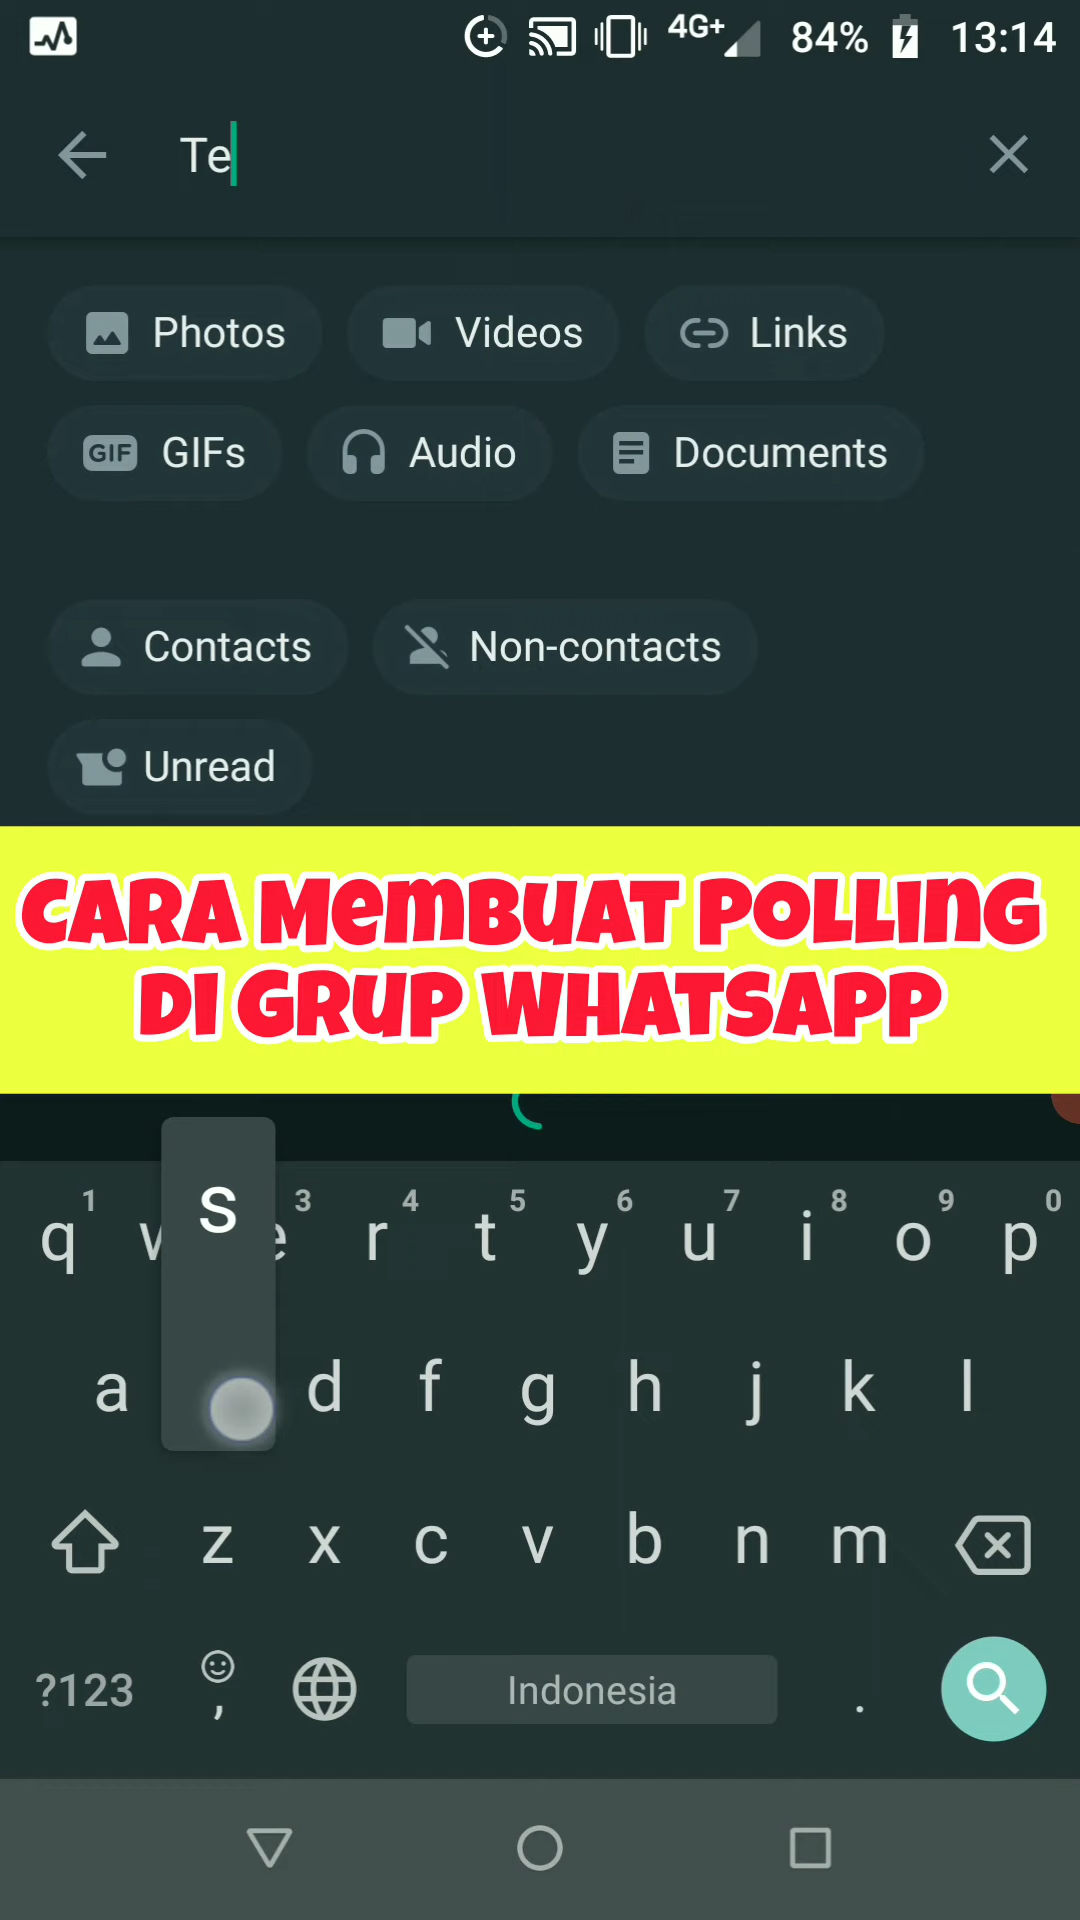 4G+ 84% 13:14
Te
Photos Videos Links
GIF GIFs Audio Documents
Contacts Non-contacts
Unread
CARA MEMBUAT POLLING
DI GRUP WHATSAPP
s
1 3 4 5 6 7 8 9 0
q w e r t y u i o p
a d f g h j k l
z x c v b n m
?123 , Indonesia .